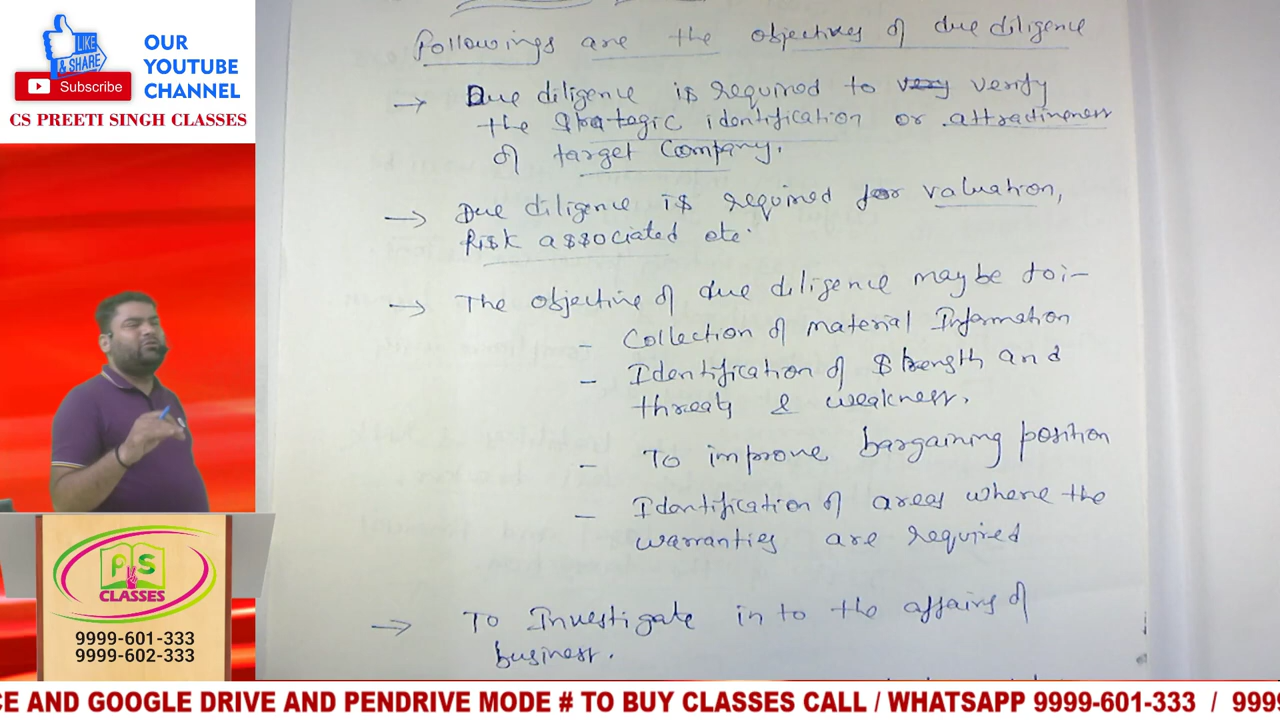 LIKE
& SHARE
Subscribe
OUR
YOUTUBE
CHANNEL
CS PREETI SINGH CLASSES
Followings are the objectives of due diligence
→ Due diligence is required to very verify
the Strategic identification or attractiveness
of target Company.
→ Due diligence is required for valuation,
Risk associated etc.
→ The objective of due diligence may be to:-
- Collection of material Information
- Identification of Strength and
threats & weakness.
- To improve bargaining position
- Identification of areas where the
warranties are required
→ To Investigate in to the affairs of
business.
PS
CLASSES
9999-601-333
9999-602-333
CE AND GOOGLE DRIVE AND PENDRIVE MODE # TO BUY CLASSES CALL / WHATSAPP 9999-601-333 / 999